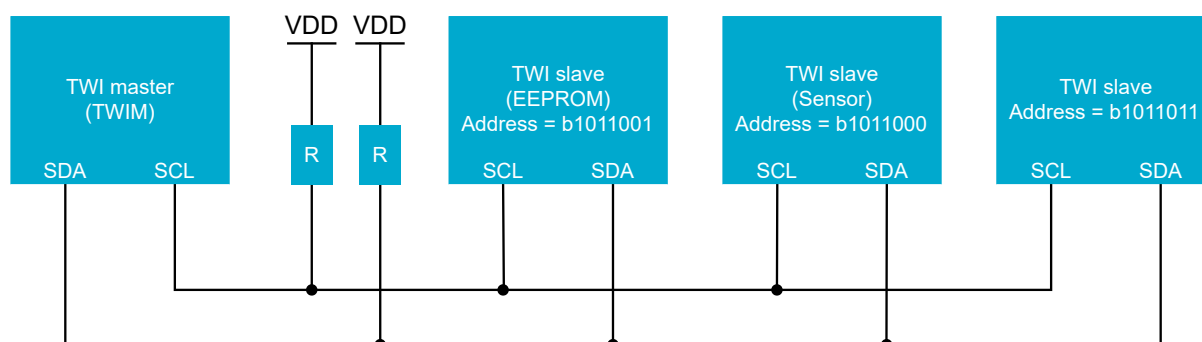 VDD VDD
TWI master
(TWIM)
SDA SCL
R R
TWI slave
(EEPROM)
Address = b1011001
SCL SDA
TWI slave
(Sensor)
Address = b1011000
SCL SDA
TWI slave
Address = b1011011
SCL SDA